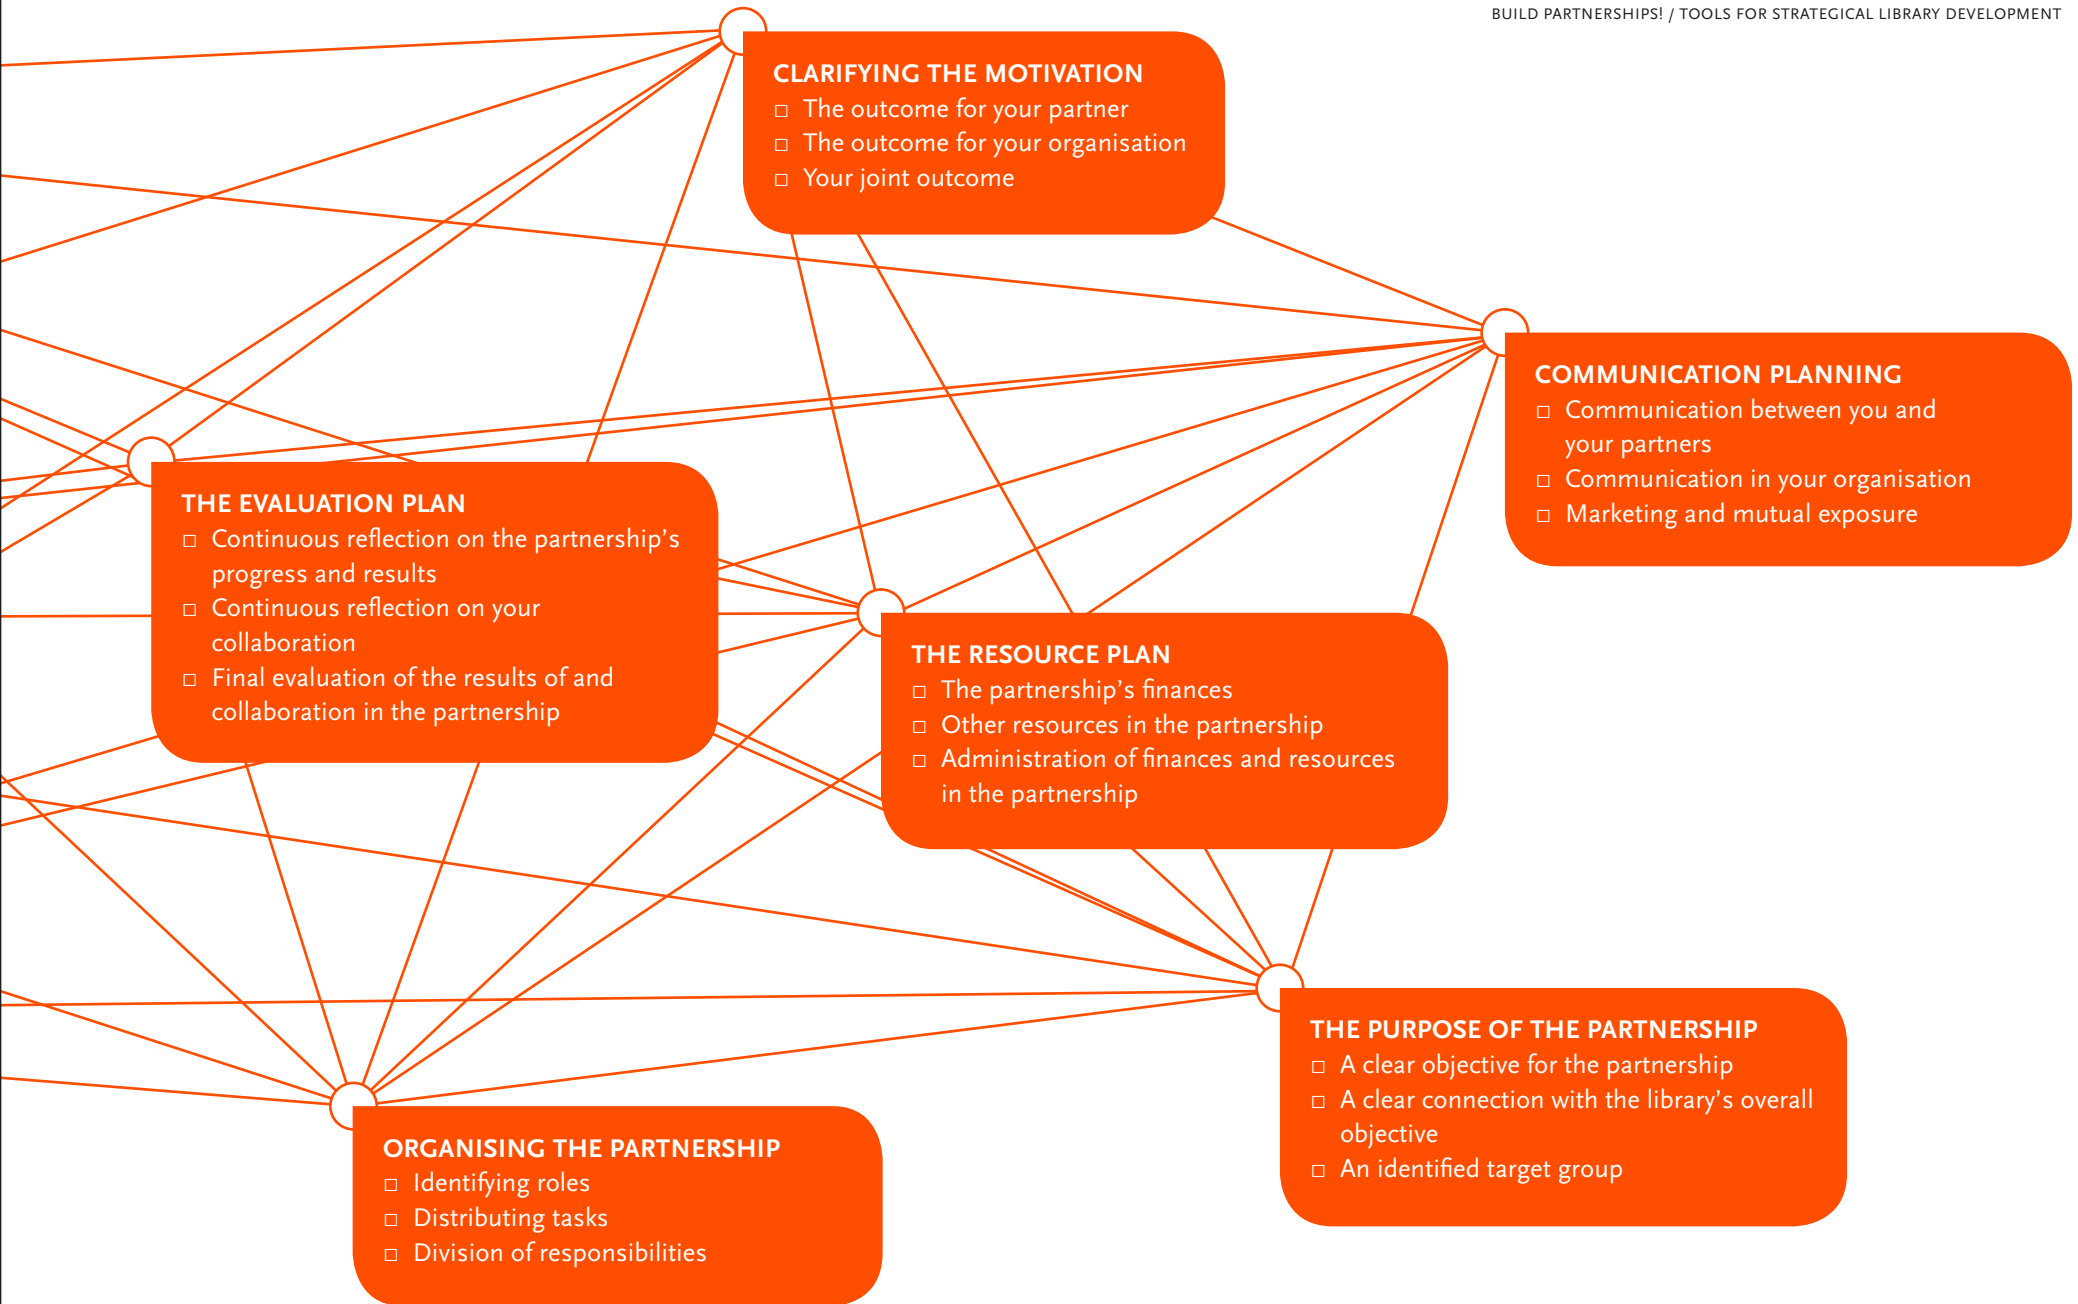 BUILD PARTNERSHIPS! / TOOLS FOR STRATEGICAL LIBRARY DEVELOPMENT
CLARIFYING THE MOTIVATION
□ The outcome for your partner
□ The outcome for your organisation
□ Your joint outcome
COMMUNICATION PLANNING
□ Communication between you and
your partners
□ Communication in your organisation
□ Marketing and mutual exposure
THE EVALUATION PLAN
□ Continuous reflection on the partnership's
progress and results
□ Continuous reflection on your
collaboration
□ Final evaluation of the results of and
collaboration in the partnership
THE RESOURCE PLAN
□ The partnership's finances
□ Other resources in the partnership
□ Administration of finances and resources
in the partnership
THE PURPOSE OF THE PARTNERSHIP
□ A clear objective for the partnership
□ A clear connection with the library's overall
objective
□ An identified target group
ORGANISING THE PARTNERSHIP
□ Identifying roles
□ Distributing tasks
□ Division of responsibilities